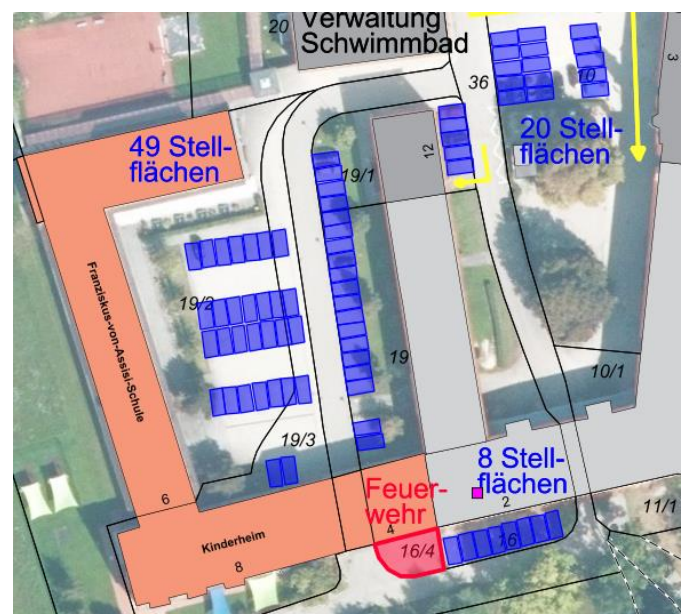 Verwaltung
Schwimmbad
20
36
10
3
49 Stell-
flächen
20 Stell-
flächen
12
19/1
Franziskus-von-Assisi-Schule
19/2
19
10/1
19/3
8 Stell-
flächen
6
Feuer-
wehr
2
4
11/1
Kinderheim
8
16/4
16